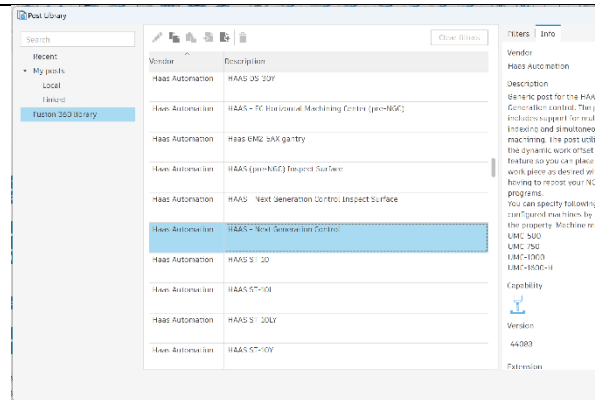 Post Library
Search
Recent
My posts
Local
Linked
Fusion 360 library
Clear filters
Vendor
Description
Haas Automation HAAS DS-30Y
Haas Automation HAAS - EC Horizontal Machining Center (pre-NGC)
Haas Automation Haas GM2-5AX gantry
Haas Automation HAAS (pre-NGC) Inspect Surface
Haas Automation HAAS - Next Generation Control Inspect Surface
Haas Automation HAAS - Next Generation Control
Haas Automation HAAS ST-10
Haas Automation HAAS ST-10L
Haas Automation HAAS ST-10LY
Haas Automation HAAS ST-10Y
Filters Info
Vendor
Haas Automation
Description
Generic post for the HAA
Generation control. The p
includes support for mul
indexing and simultaneo
machining. The post utili
the dynamic work offset
feature so you can place
work piece as desired wi
having to repost your NC
programs.
You can specify following
configured machines by
the property. Machine m
UMC-500
UMC-750
UMC-1000
UMC-1600-H
Capability
Version
44083
Extension